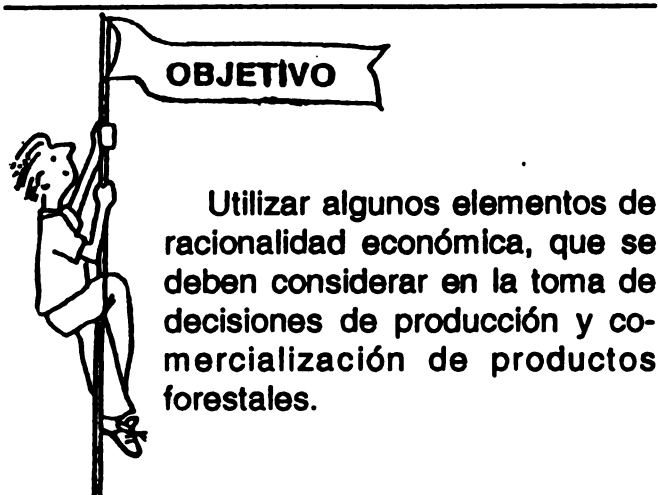 OBJETIVO
Utilizar algunos elementos de
racionalidad económica, que se
deben considerar en la toma de
decisiones de producción y co-
mercialización de productos
forestales.